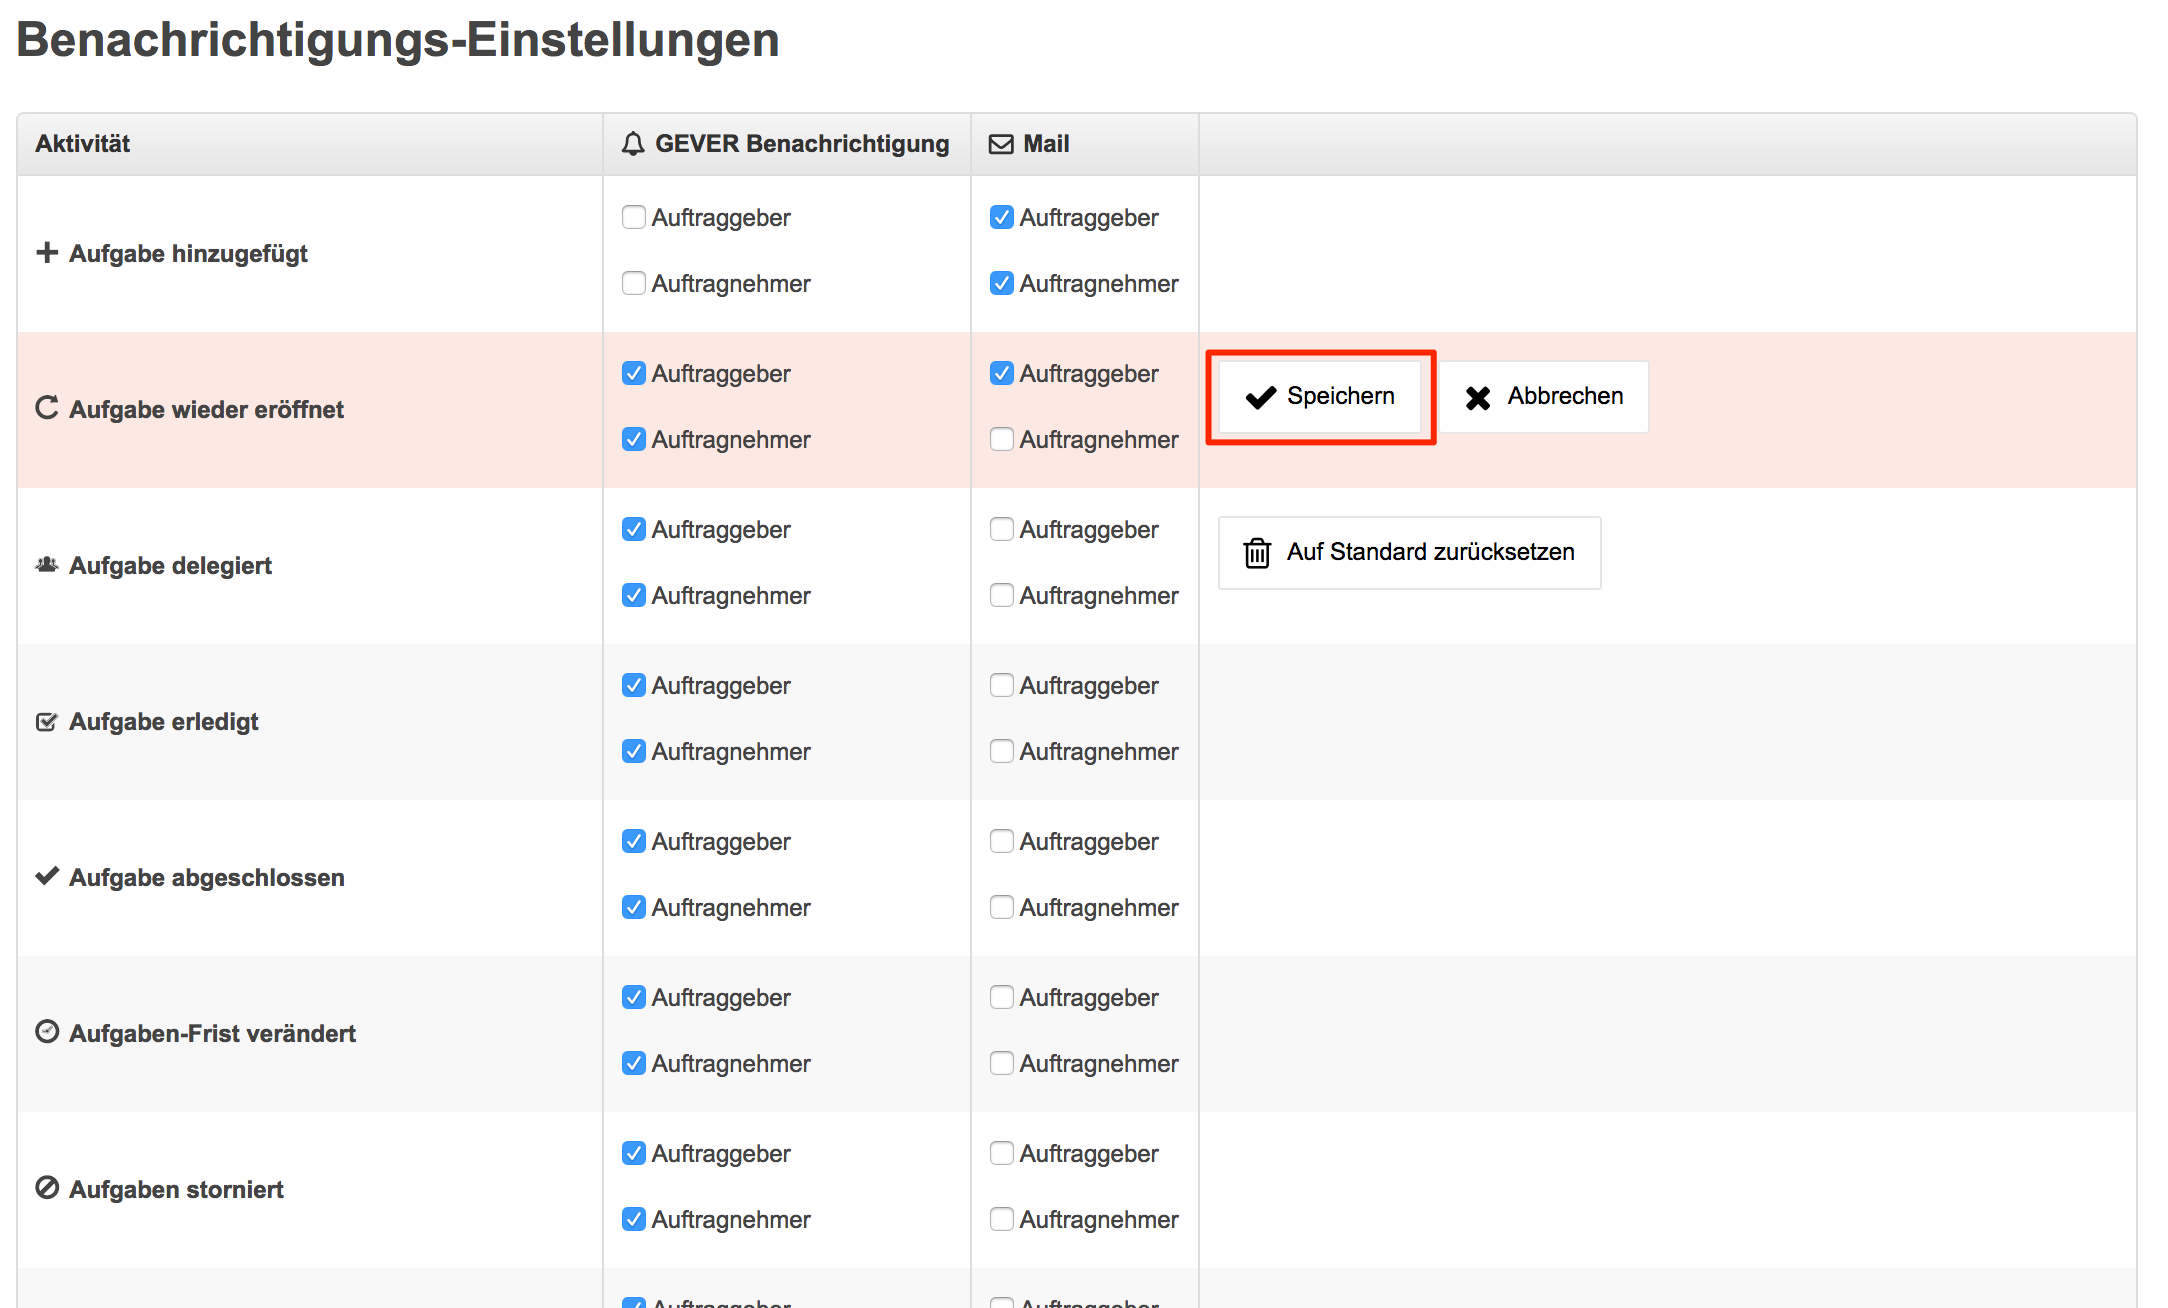 Benachrichtigungs-Einstellungen
Aktivität GEVER Benachrichtigung Mail
Auftraggeber Auftraggeber
Aufgabe hinzugefügt
Auftragnehmer Auftragnehmer
Auftraggeber Auftraggeber Speichern Abbrechen
Aufgabe wieder eröffnet
Auftragnehmer Auftragnehmer
Auftraggeber Auftraggeber Auf Standard zurücksetzen
Aufgabe delegiert
Auftragnehmer Auftragnehmer
Auftraggeber Auftraggeber
Aufgabe erledigt
Auftragnehmer Auftragnehmer
Auftraggeber Auftraggeber
Aufgabe abgeschlossen
Auftragnehmer Auftragnehmer
Auftraggeber Auftraggeber
Aufgaben-Frist verändert
Auftragnehmer Auftragnehmer
Auftraggeber Auftraggeber
Aufgaben storniert
Auftragnehmer Auftragnehmer
Auftraggeber Auftraggeber